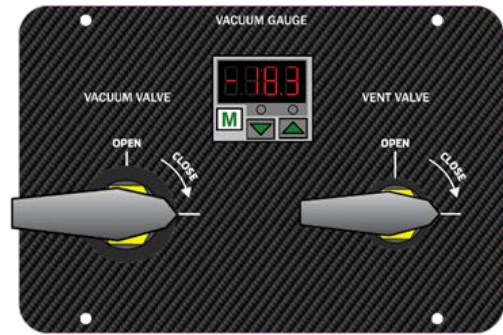 VACUUM GAUGE
-18.3
M
VACUUM VALVE
OPEN
CLOSE
VENT VALVE
OPEN
CLOSE